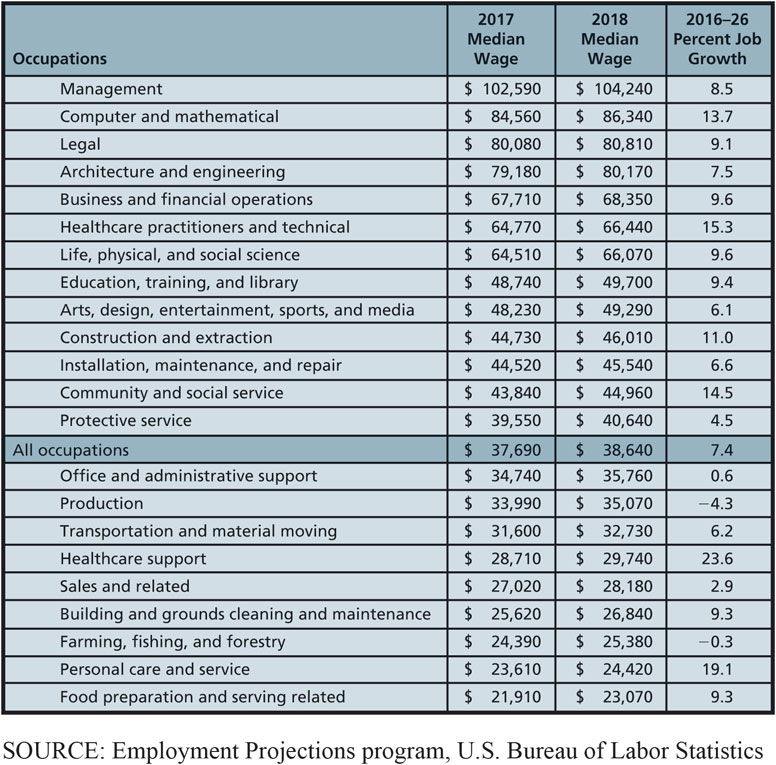 Occupations 2017 Median Wage 2018 Median Wage 2016–26 Percent Job Growth
Management $ 102,590 $ 104,240 8.5
Computer and mathematical $ 84,560 $ 86,340 13.7
Legal $ 80,080 $ 80,810 9.1
Architecture and engineering $ 79,180 $ 80,170 7.5
Business and financial operations $ 67,710 $ 68,350 9.6
Healthcare practitioners and technical $ 64,770 $ 66,440 15.3
Life, physical, and social science $ 64,510 $ 66,070 9.6
Education, training, and library $ 48,740 $ 49,700 9.4
Arts, design, entertainment, sports, and media $ 48,230 $ 49,290 6.1
Construction and extraction $ 44,730 $ 46,010 11.0
Installation, maintenance, and repair $ 44,520 $ 45,540 6.6
Community and social service $ 43,840 $ 44,960 14.5
Protective service $ 39,550 $ 40,640 4.5
All occupations $ 37,690 $ 38,640 7.4
Office and administrative support $ 34,740 $ 35,760 0.6
Production $ 33,990 $ 35,070 −4.3
Transportation and material moving $ 31,600 $ 32,730 6.2
Healthcare support $ 28,710 $ 29,740 23.6
Sales and related $ 27,020 $ 28,180 2.9
Building and grounds cleaning and maintenance $ 25,620 $ 26,840 9.3
Farming, fishing, and forestry $ 24,390 $ 25,380 −0.3
Personal care and service $ 23,610 $ 24,420 19.1
Food preparation and serving related $ 21,910 $ 23,070 9.3
SOURCE: Employment Projections program, U.S. Bureau of Labor Statistics